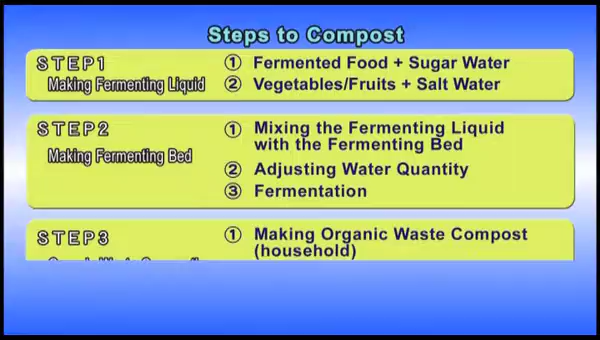 Steps to Compost
STEP1
Making Fermenting Liquid
① Fermented Food + Sugar Water
② Vegetables/Fruits + Salt Water
STEP2
Making Fermenting Bed
① Mixing the Fermenting Liquid
with the Fermenting Bed
② Adjusting Water Quantity
③ Fermentation
STEP3
① Making Organic Waste Compost
(household)